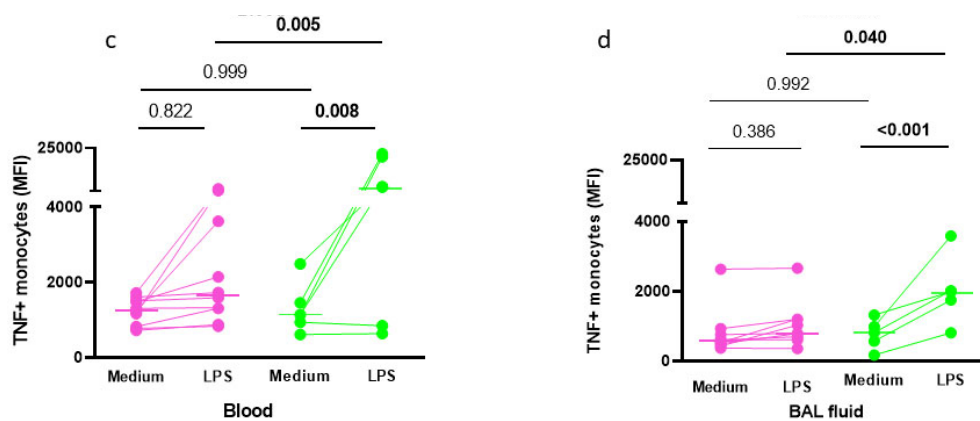 c
0.005
0.999
0.822
0.008
TNF+ monocytes (MFI)
25000
4000
2000
0
Medium
LPS
Medium
LPS
Blood
d
0.040
0.992
0.386
<0.001
TNF+ monocytes (MFI)
25000
4000
2000
0
Medium
LPS
Medium
LPS
BAL fluid